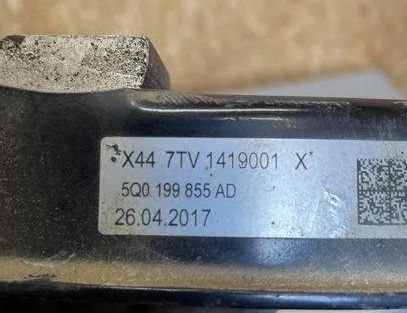 *X44 7TV 1419001 X*
5Q0 199 855 AD
26.04.2017